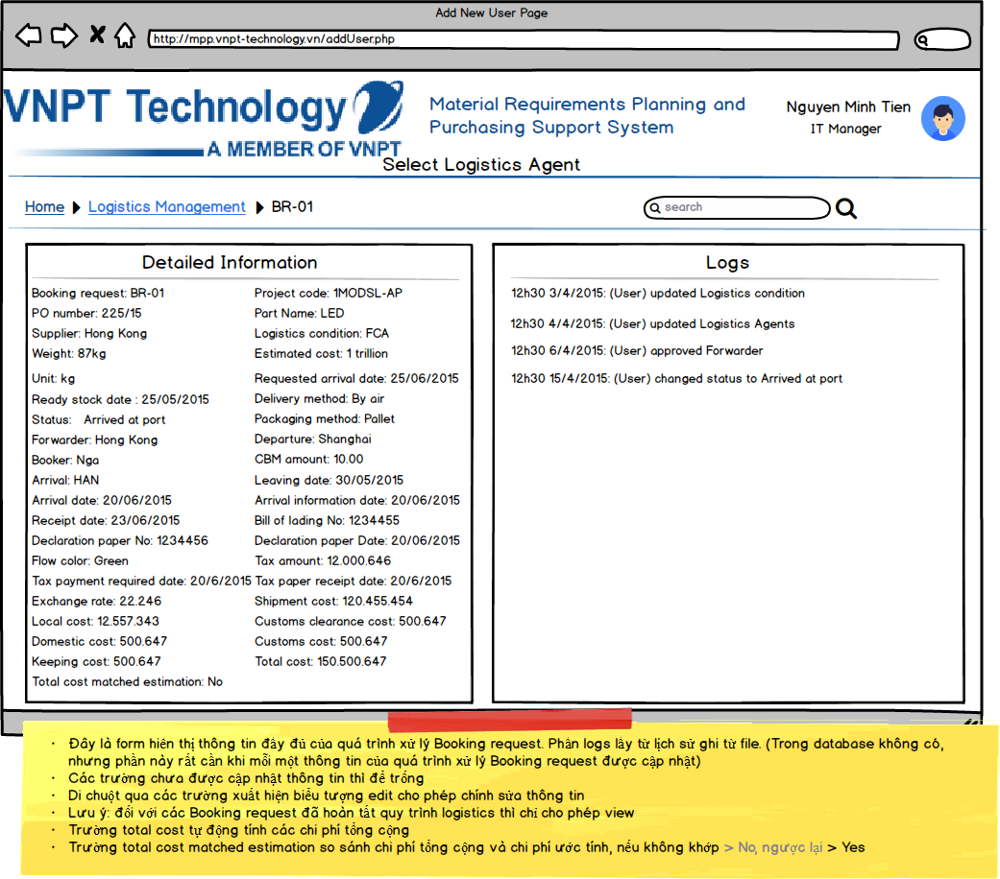 Add New User Page
http://mpp.vnpt-technology.vn/addUser.php
VNPT Technology
A MEMBER OF VNPT
Material Requirements Planning and
Purchasing Support System
Nguyen Minh Tien
IT Manager
Select Logistics Agent
Home Logistics Management BR-01
search
Detailed Information
Booking request: BR-01 Project code: 1MODSL-AP
PO number: 225/15 Part Name: LED
Supplier: Hong Kong Logistics condition: FCA
Weight: 87kg Estimated cost: 1 trillion
Unit: kg Requested arrival date: 25/06/2015
Ready stock date : 25/05/2015 Delivery method: By air
Status: Arrived at port Packaging method: Pallet
Forwarder: Hong Kong Departure: Shanghai
Booker: Nga CBM amount: 10.00
Arrival: HAN Leaving date: 30/05/2015
Arrival date: 20/06/2015 Arrival information date: 20/06/2015
Receipt date: 23/06/2015 Bill of lading No: 1234455
Declaration paper No: 1234456 Declaration paper Date: 20/06/2015
Flow color: Green Tax amount: 12.000.646
Tax payment required date: 20/6/2015 Tax paper receipt date: 20/6/2015
Exchange rate: 22.246 Shipment cost: 120.455.454
Local cost: 12.557.343 Customs clearance cost: 500.647
Domestic cost: 500.647 Customs cost: 500.647
Keeping cost: 500.647 Total cost: 150.500.647
Total cost matched estimation: No
Logs
12h30 3/4/2015: (User) updated Logistics condition
12h30 4/4/2015: (User) updated Logistics Agents
12h30 6/4/2015: (User) approved Forwarder
12h30 15/4/2015: (User) changed status to Arrived at port
· Đây là form hiển thị thông tin đầy đủ của quá trình xử lý Booking request. Phần logs lấy từ lịch sử ghi từ file. (Trong database không có,
nhưng phần này rất cần khi mỗi một thông tin của quá trình xử lý Booking request được cập nhật)
· Các trường chưa được cập nhật thông tin thì để trống
· Di chuột qua các trường xuất hiện biểu tượng edit cho phép chỉnh sửa thông tin
· Lưu ý: đối với các Booking request đã hoàn tất quy trình logistics thì chỉ cho phép view
· Trường total cost tự động tính các chi phí tổng cộng
· Trường total cost matched estimation so sánh chi phí tổng cộng và chi phí ước tính, nếu không khớp > No, ngược lại > Yes